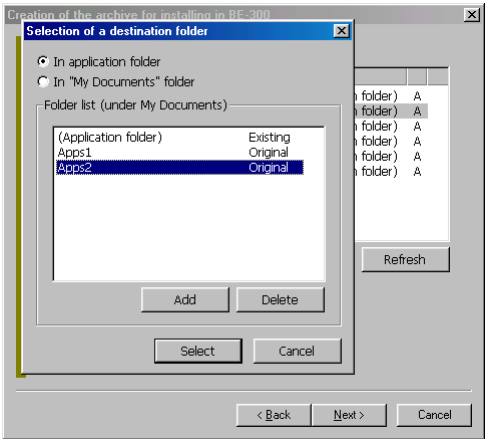 Creation of the archive for installing in BE-300
Selection of a destination folder
In application folder
In "My Documents" folder
Folder list (under My Documents)
(Application folder) Existing
Apps1 Original
Apps2 Original
folder) A
folder) A
folder) A
folder) A
folder) A
folder) A
Refresh
Add Delete
Select Cancel
< Back Next > Cancel